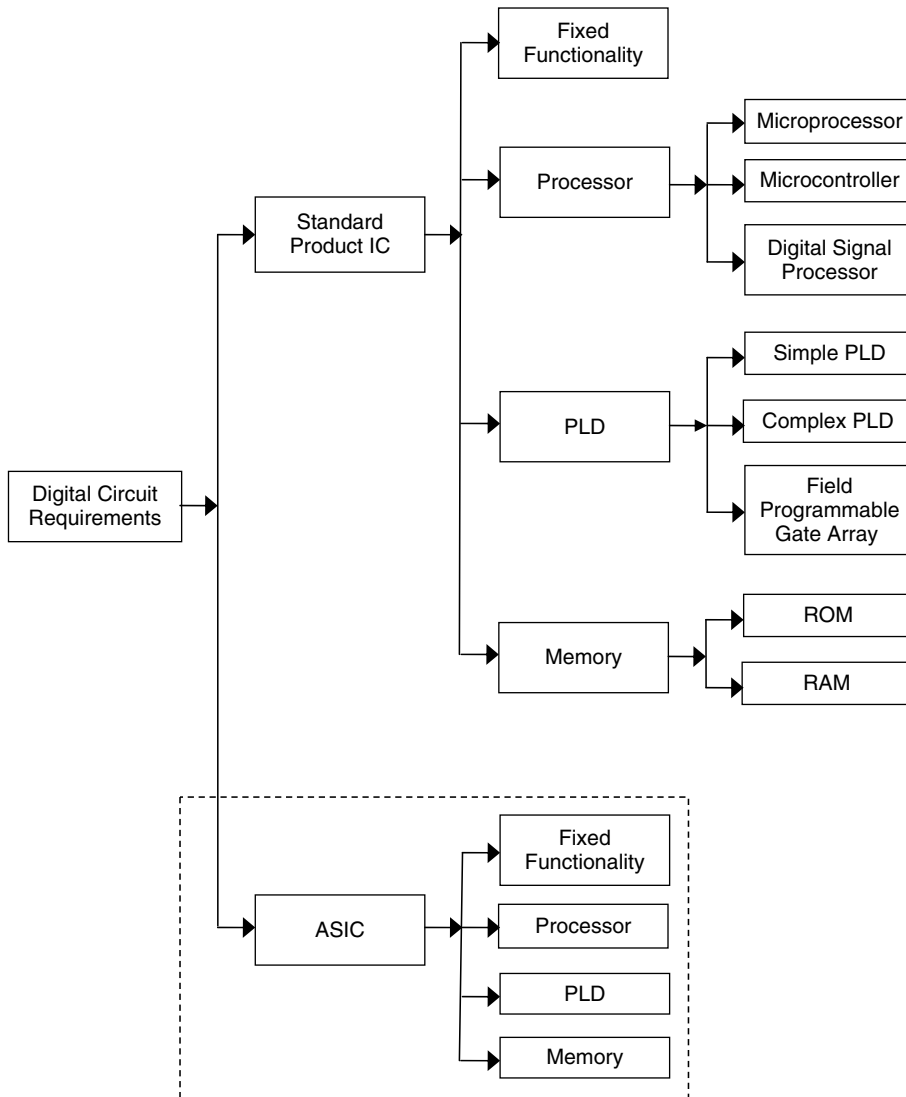 Fixed
Functionality
Microprocessor
Processor
Microcontroller
Standard
Product IC
Digital Signal
Processor
Simple PLD
PLD
Complex PLD
Digital Circuit
Requirements
Field
Programmable
Gate Array
ROM
Memory
RAM
Fixed
Functionality
ASIC
Processor
PLD
Memory